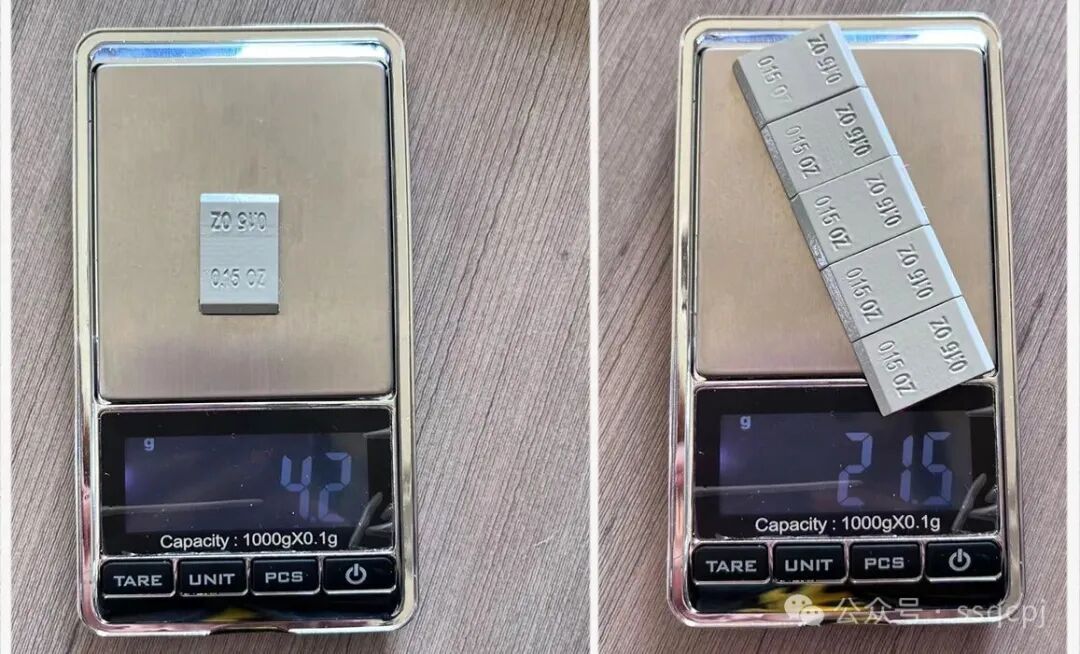 0.15 OZ
0.15 OZ
g
4.2
Capacity : 1000gX0.1g
TARE
UNIT
PCS
0.15 OZ
0.15 OZ
0.15 OZ
0.15 OZ
0.15 OZ
0.15 OZ
0.15 OZ
0.15 OZ
0.15 OZ
0.15 OZ
g
21.5
Capacity : 1000gX0.1g
TARE
UNIT
PCS
公众号 · ssqcpj